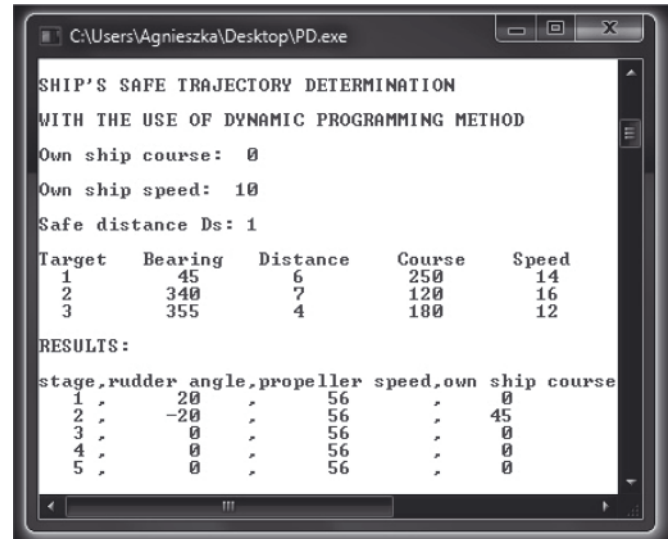 C:\Users\Agnieszka\Desktop\PD.exe
SHIP'S SAFE TRAJECTORY DETERMINATION
WITH THE USE OF DYNAMIC PROGRAMMING METHOD
Own ship course: 0
Own ship speed: 10
Safe distance Ds: 1
Target Bearing Distance Course Speed
1 45 6 250 14
2 340 7 120 16
3 355 4 180 12
RESULTS:
stage,rudder angle,propeller speed,own ship course
1 , 20 , 56 , 0
2 , -20 , 56 , 45
3 , 0 , 56 , 0
4 , 0 , 56 , 0
5 , 0 , 56 , 0